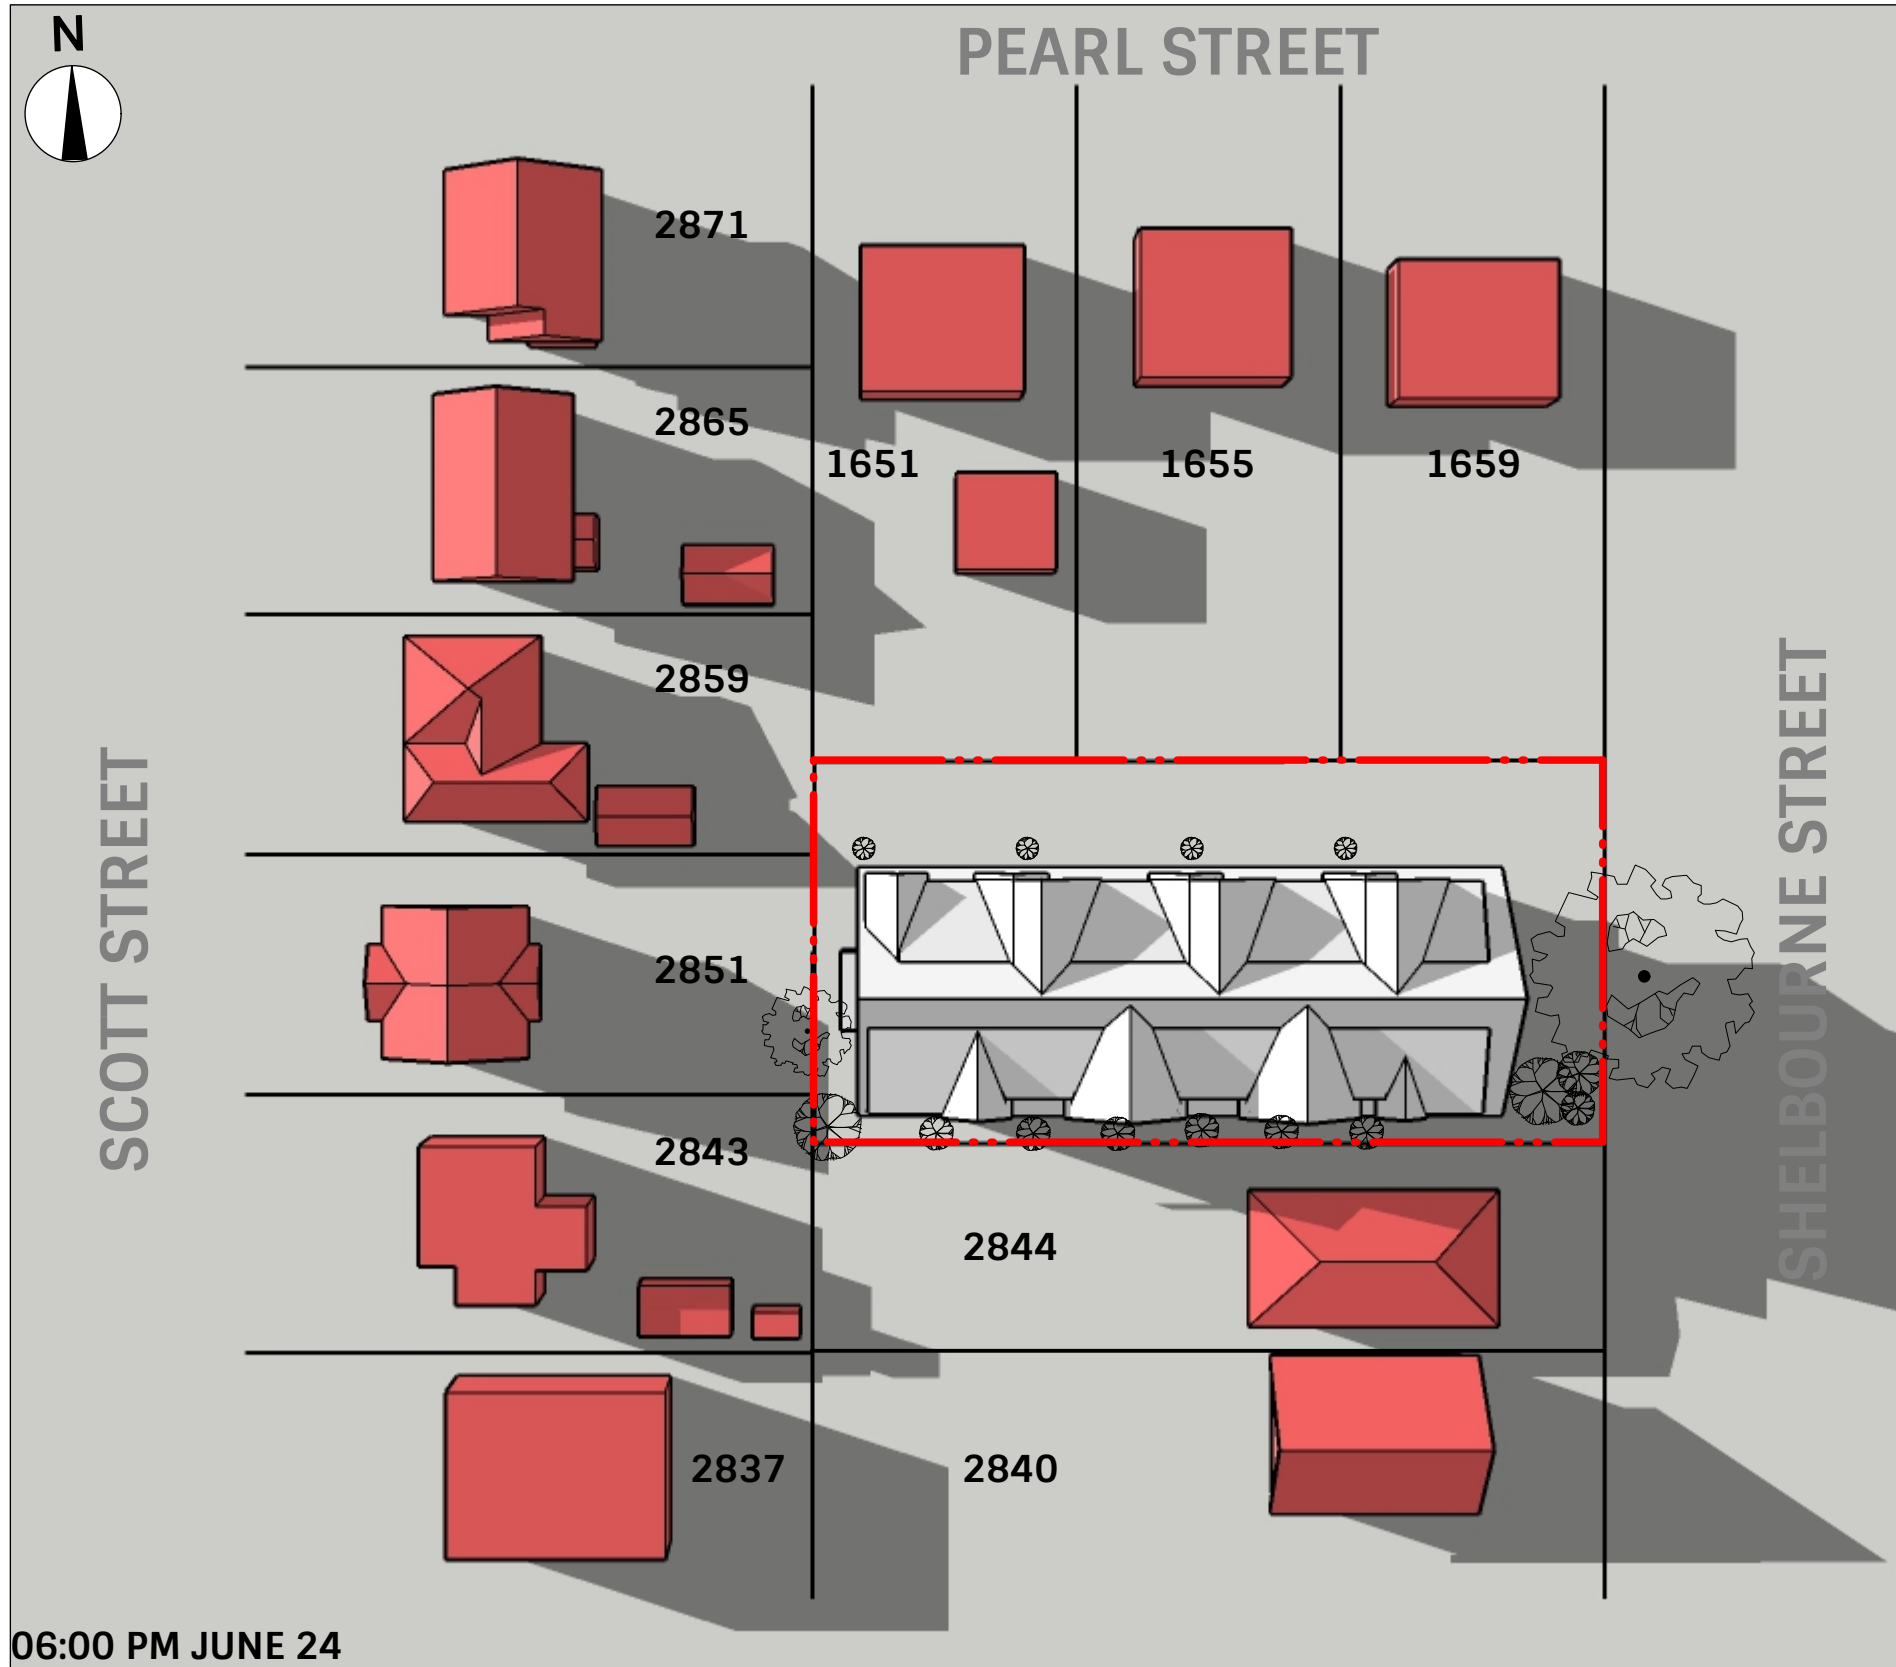 N
PEARL STREET
2871
2865
1651
1655
1659
2859
SCOTT STREET
SHELBOURNE STREET
2851
2843
2844
2837
2840
06:00 PM JUNE 24